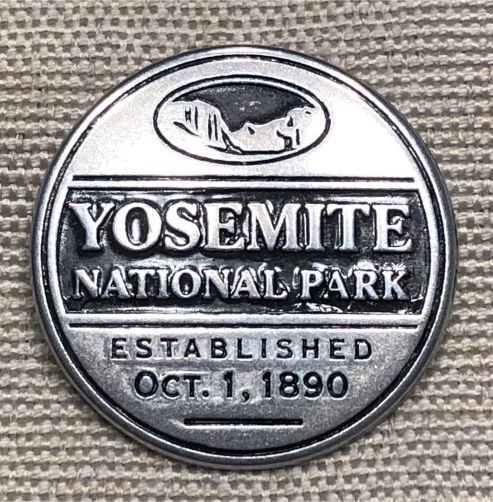 YOSEMITE
NATIONAL PARK
ESTABLISHED
OCT. 1, 1890